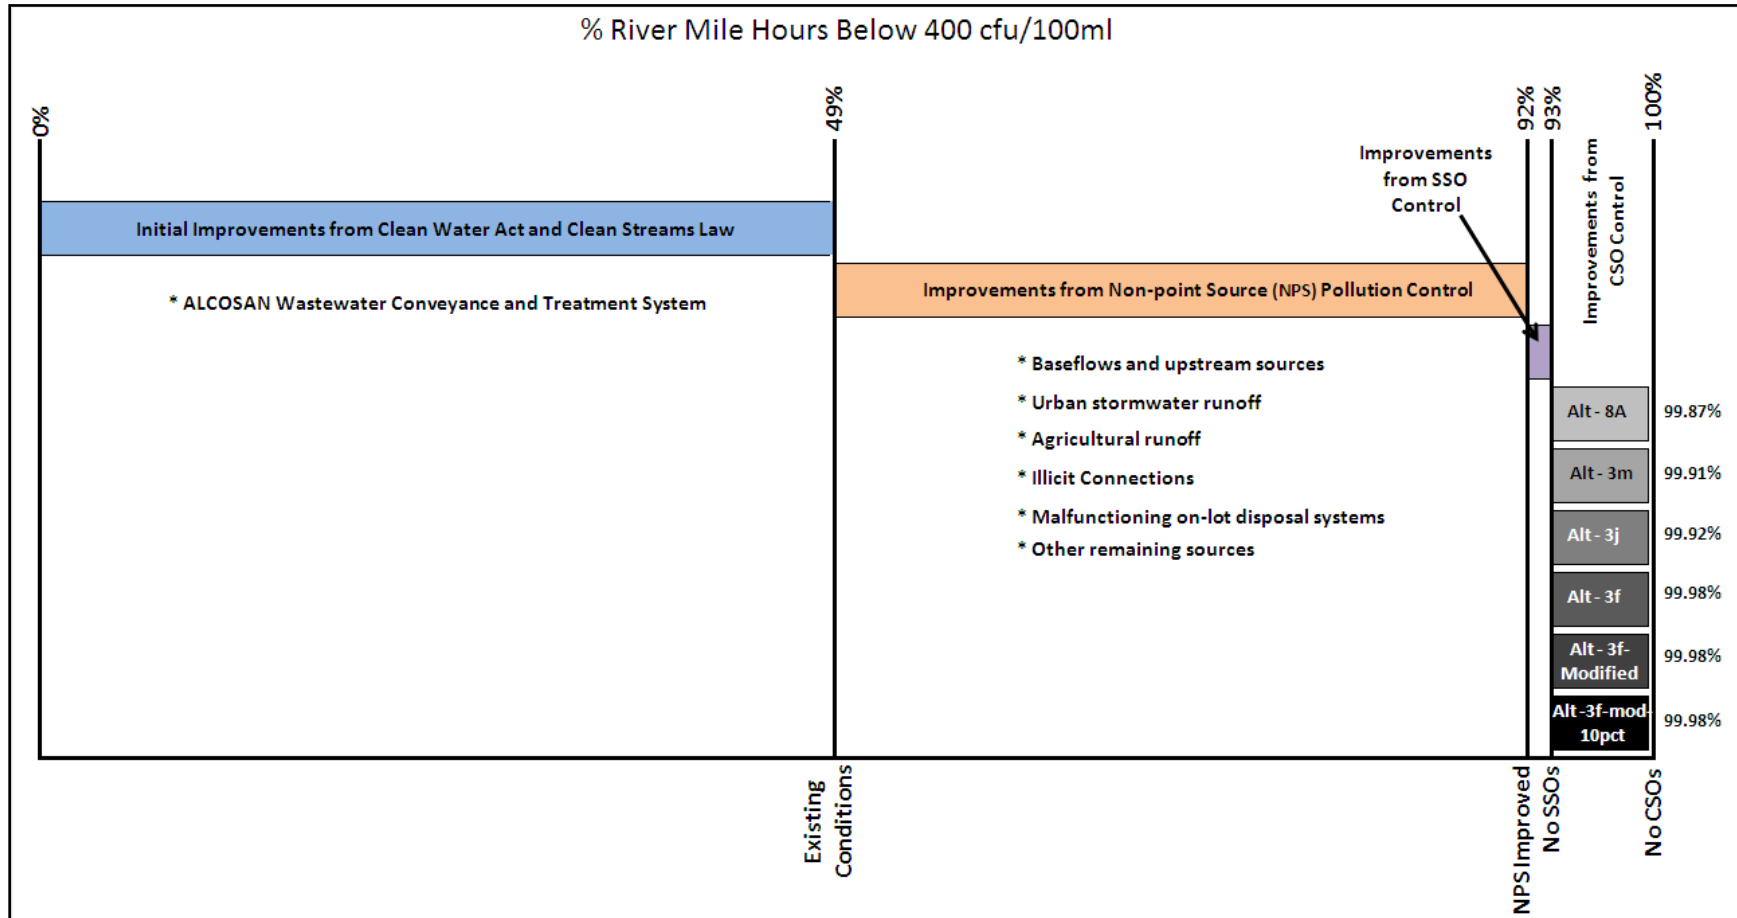 % River Mile Hours Below 400 cfu/100ml
0%
49%
92%
93%
100%
Improvements
from SSO
Control
Improvements from
CSO Control
Initial Improvements from Clean Water Act and Clean Streams Law
* ALCOSAN Wastewater Conveyance and Treatment System
Improvements from Non-point Source (NPS) Pollution Control
* Baseflows and upstream sources
* Urban stormwater runoff
* Agricultural runoff
* Illicit Connections
* Malfunctioning on-lot disposal systems
* Other remaining sources
Alt - 8A
99.87%
Alt - 3m
99.91%
Alt - 3j
99.92%
Alt - 3f
99.98%
Alt - 3f-
Modified
99.98%
Alt -3f-mod-
10pct
99.98%
Existing
Conditions
NPS Improved
No SSOs
No CSOs